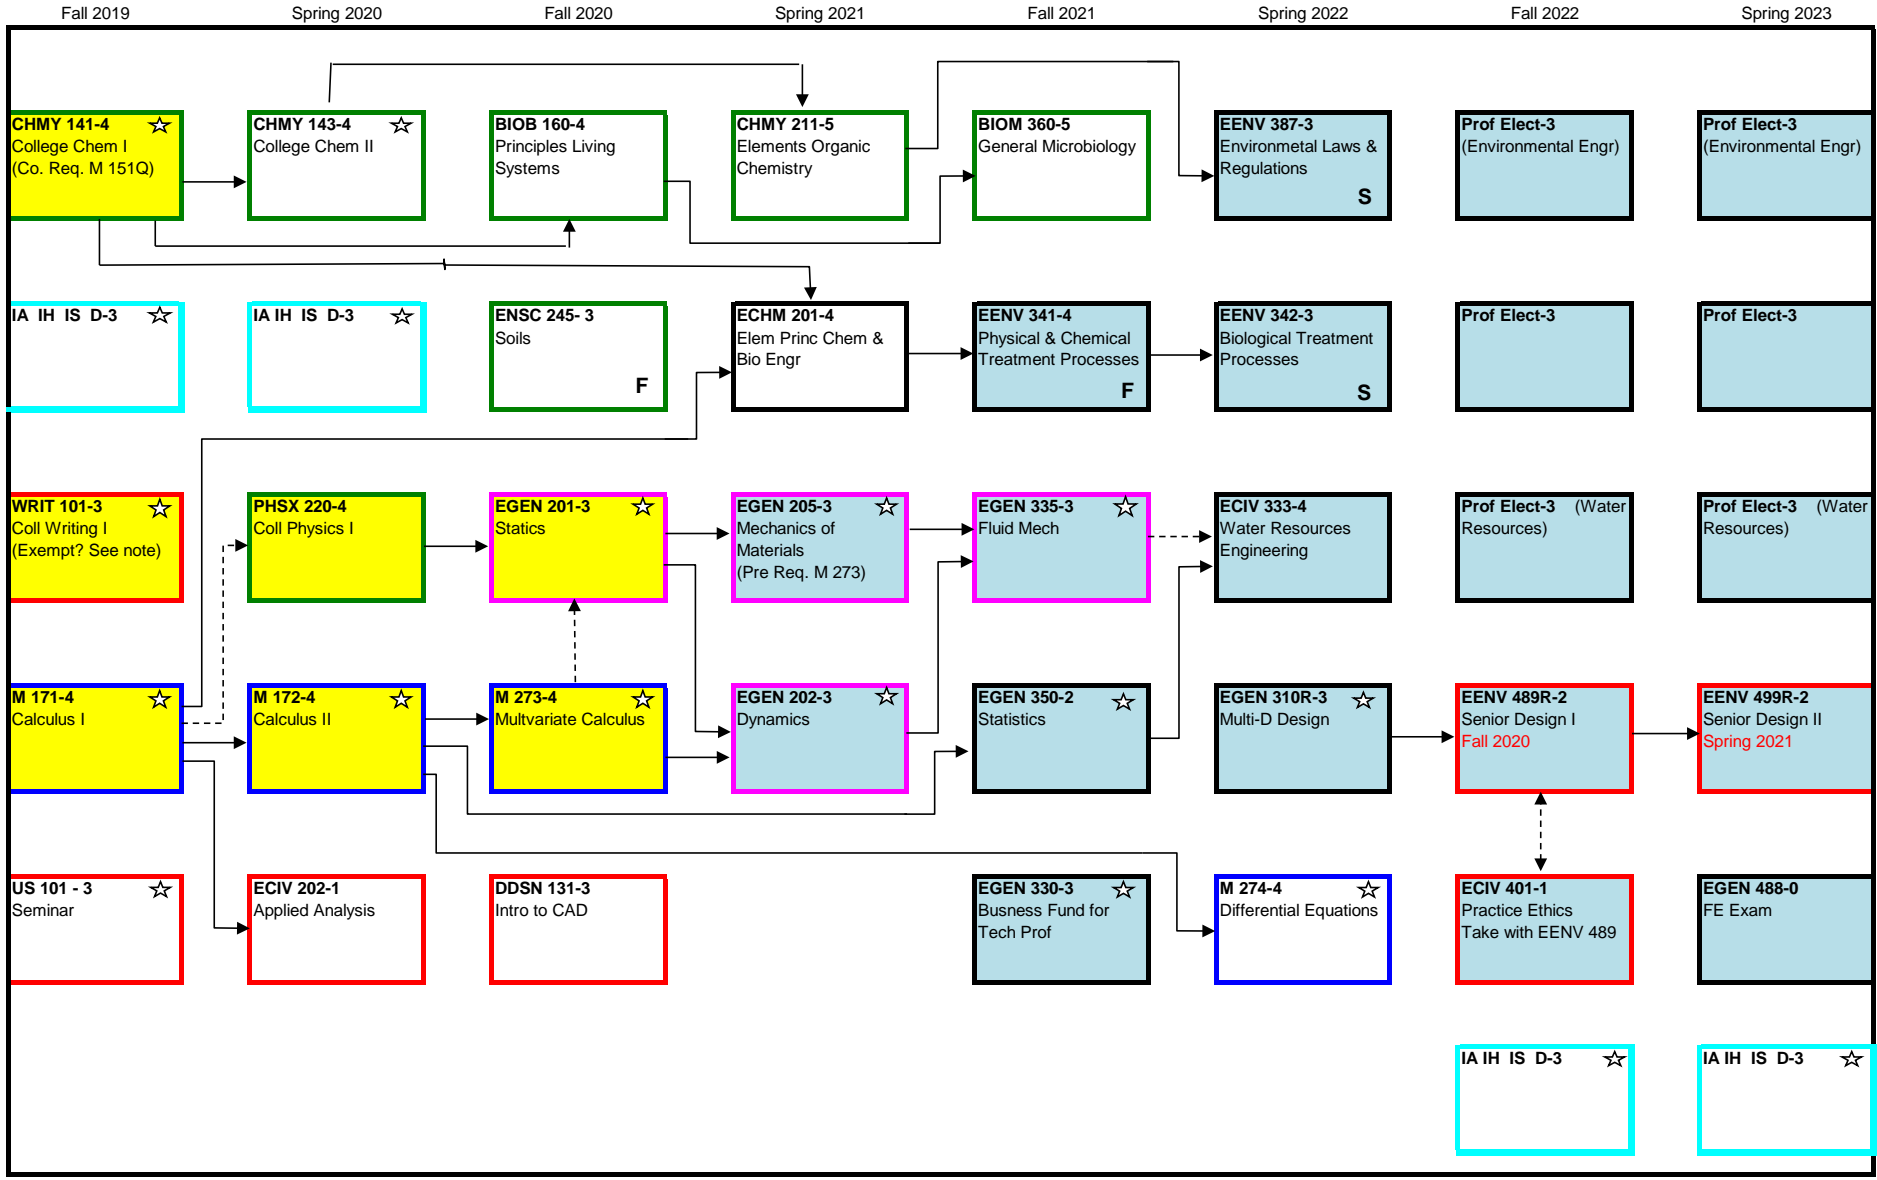 Fall 2019
Spring 2020
Fall 2020
Spring 2021
Fall 2021
Spring 2022
Fall 2022
Spring 2023
CHMY 141-4
College Chem I
(Co. Req. M 151Q)
CHMY 143-4
College Chem II
BIOB 160-4
Principles Living
Systems
CHMY 211-5
Elements Organic
Chemistry
BIOM 360-5
General Microbiology
EENV 387-3
Environmetal Laws &
Regulations
S
Prof Elect-3
(Environmental Engr)
Prof Elect-3
(Environmental Engr)
IA IH IS D-3
IA IH IS D-3
ENSC 245- 3
Soils
F
ECHM 201-4
Elem Princ Chem &
Bio Engr
EENV 341-4
Physical & Chemical
Treatment Processes
F
EENV 342-3
Biological Treatment
Processes
S
Prof Elect-3
Prof Elect-3
WRIT 101-3
Coll Writing I
(Exempt? See note)
PHSX 220-4
Coll Physics I
EGEN 201-3
Statics
EGEN 205-3
Mechanics of
Materials
(Pre Req. M 273)
EGEN 335-3
Fluid Mech
ECIV 333-4
Water Resources
Engineering
Prof Elect-3 (Water
Resources)
Prof Elect-3 (Water
Resources)
M 171-4
Calculus I
M 172-4
Calculus II
M 273-4
Multvariate Calculus
EGEN 202-3
Dynamics
EGEN 350-2
Statistics
EGEN 310R-3
Multi-D Design
EENV 489R-2
Senior Design I
Fall 2020
EENV 499R-2
Senior Design II
Spring 2021
US 101 - 3
Seminar
ECIV 202-1
Applied Analysis
DDSN 131-3
Intro to CAD
EGEN 330-3
Busness Fund for
Tech Prof
M 274-4
Differential Equations
ECIV 401-1
Practice Ethics
Take with EENV 489
EGEN 488-0
FE Exam
IA IH IS D-3
IA IH IS D-3